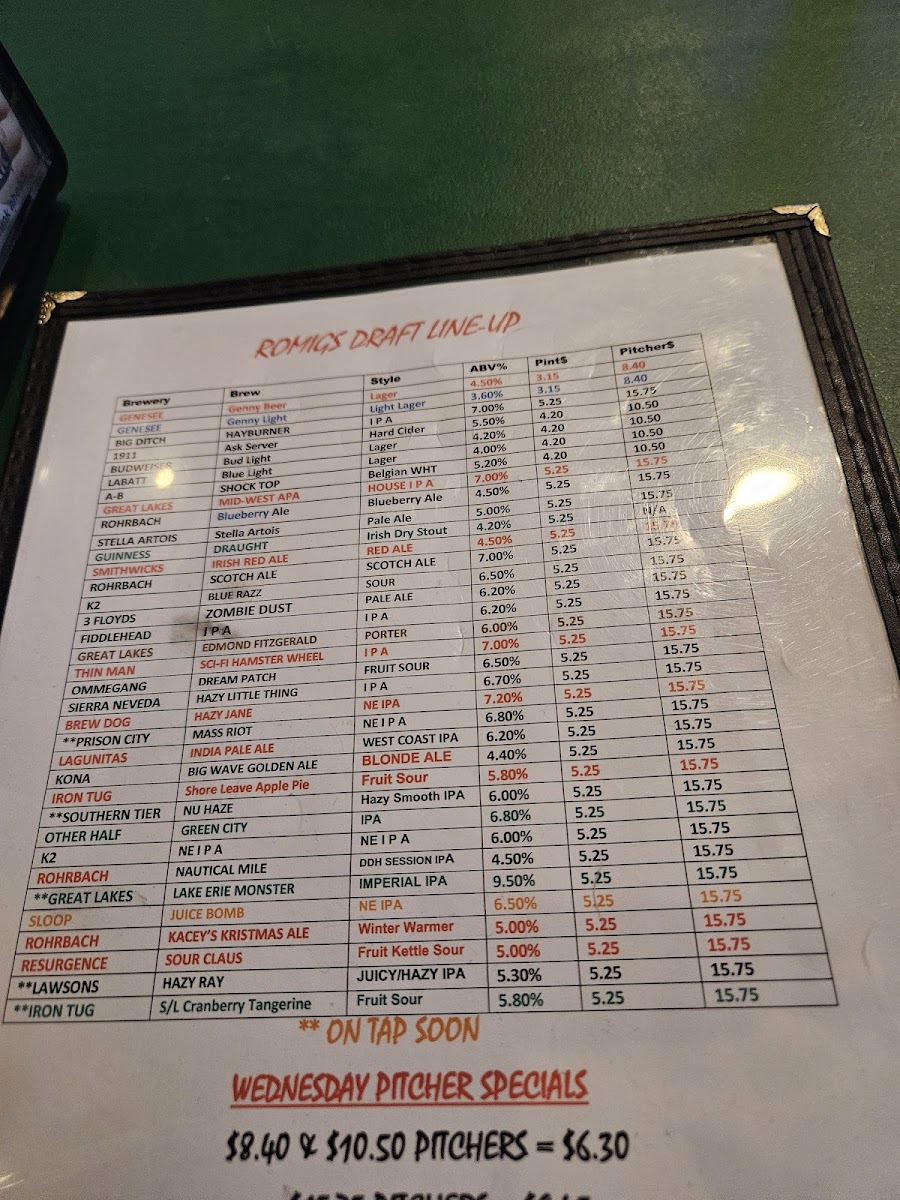 ROMIGS DRAFT LINE-UP
Brewery Brew Style ABV% Pint$ Pitcher$
GENESEE Genny Beer Lager 4.50% 3.15 8.40
GENESEE Genny Light Light Lager 3.60% 3.15 8.40
BIG DITCH HAYBURNER I P A 7.00% 5.25 15.75
1911 Ask Server Hard Cider 5.50% 4.20 10.50
BUDWEISER Bud Light Lager 4.20% 4.20 10.50
LABATT Blue Light Lager 4.00% 4.20 10.50
A-B SHOCK TOP Belgian WHT 5.20% 4.20 10.50
GREAT LAKES MID-WEST APA HOUSE I P A 7.00% 5.25 15.75
ROHRBACH Blueberry Ale Blueberry Ale 4.50% 5.25 15.75
STELLA ARTOIS Stella Artois Pale Ale 5.00% 5.25 15.75
GUINNESS DRAUGHT Irish Dry Stout 4.20% 5.25 N/A
SMITHWICKS IRISH RED ALE RED ALE 4.50% 5.25 15.75
ROHRBACH SCOTCH ALE SCOTCH ALE 7.00% 5.25 15.75
K2 BLUE RAZZ SOUR 6.50% 5.25 15.75
3 FLOYDS ZOMBIE DUST PALE ALE 6.20% 5.25 15.75
FIDDLEHEAD I P A I P A 6.20% 5.25 15.75
GREAT LAKES EDMOND FITZGERALD PORTER 6.00% 5.25 15.75
THIN MAN SCI-FI HAMSTER WHEEL I P A 7.00% 5.25 15.75
OMMEGANG DREAM PATCH FRUIT SOUR 6.50% 5.25 15.75
SIERRA NEVEDA HAZY LITTLE THING I P A 6.70% 5.25 15.75
BREW DOG HAZY JANE NE IPA 7.20% 5.25 15.75
**PRISON CITY MASS RIOT NE I P A 6.80% 5.25 15.75
LAGUNITAS INDIA PALE ALE WEST COAST IPA 6.20% 5.25 15.75
KONA BIG WAVE GOLDEN ALE BLONDE ALE 4.40% 5.25 15.75
IRON TUG Shore Leave Apple Pie Fruit Sour 5.80% 5.25 15.75
**SOUTHERN TIER NU HAZE Hazy Smooth IPA 6.00% 5.25 15.75
OTHER HALF GREEN CITY IPA 6.80% 5.25 15.75
K2 NE I P A NE I P A 6.00% 5.25 15.75
ROHRBACH NAUTICAL MILE DDH SESSION IPA 4.50% 5.25 15.75
**GREAT LAKES LAKE ERIE MONSTER IMPERIAL IPA 9.50% 5.25 15.75
SLOOP JUICE BOMB NE IPA 6.50% 5.25 15.75
ROHRBACH KACEY'S KRISTMAS ALE Winter Warmer 5.00% 5.25 15.75
RESURGENCE SOUR CLAUS Fruit Kettle Sour 5.00% 5.25 15.75
**LAWSONS HAZY RAY JUICY/HAZY IPA 5.30% 5.25 15.75
**IRON TUG S/L Cranberry Tangerine Fruit Sour 5.80% 5.25 15.75
** ON TAP SOON
WEDNESDAY PITCHER SPECIALS
$8.40 & $10.50 PITCHERS = $6.30